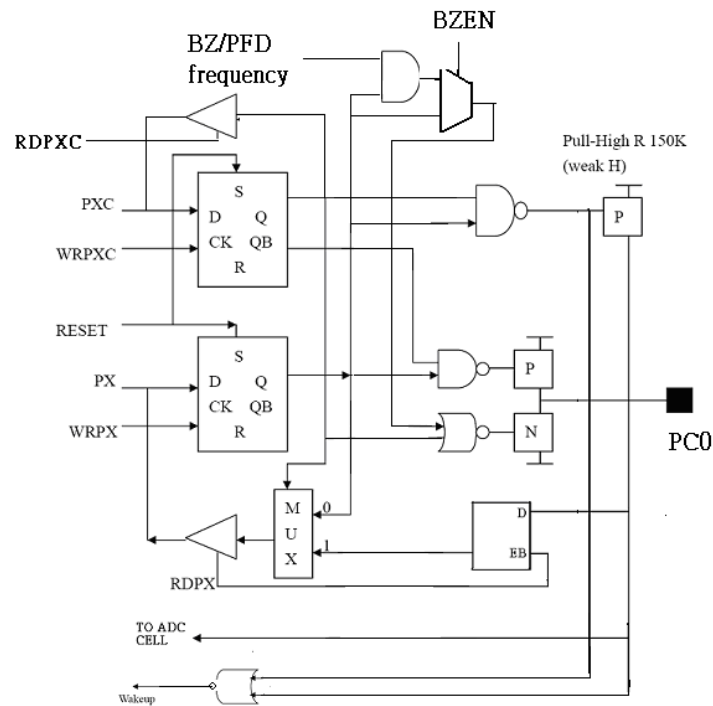 BZEN
BZ/PFD
frequency
RDPXC
Pull-High R 150K
(weak H)
PXC
S
D Q
CK QB
R
P
WRPXC
RESET
PX
S
D Q
CK QB
R
P
WRPX
N
PC0
M
U
X
0
1
D
EB
RDPX
TO ADC
CELL
Wakeup